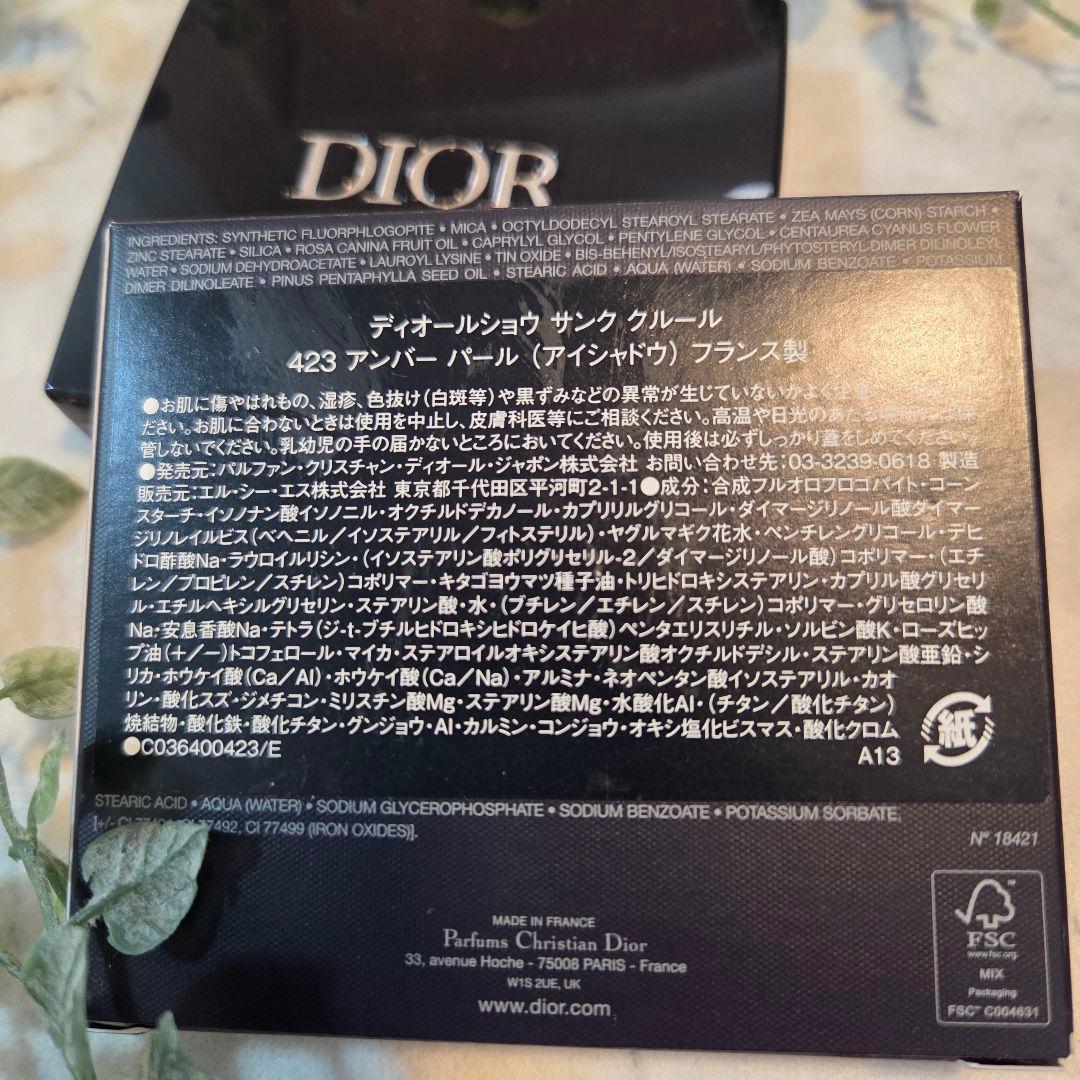 DIOR
INGREDIENTS: SYNTHETIC FLUORPHLOGOPITE • MICA • OCTYLDODECYL STEAROYL STEARATE • ZEA MAYS (CORN) STARCH •
ZINC STEARATE • SILICA • ROSA CANINA FRUIT OIL • CAPRYLYL GLYCOL • PENTYLENE GLYCOL • CENTAUREA CYANUS FLOWER
WATER • SODIUM DEHYDROACETATE • LAUROYL LYSINE • TIN OXIDE • BIS-BEHENYL/ISOSTEARYL/PHYTOSTERYL DIMER DILINOLEYL
DIMER DILINOLEATE • PINUS PENTAPHYLLA SEED OIL • STEARIC ACID • AQUA (WATER) • SODIUM BENZOATE • POTASSIUM
ディオールショウ サンク クルール
423 アンバー パール (アイシャドウ) フランス製
●お肌に傷やはれもの、湿疹、色抜け(白斑等)や黒ずみなどの異常が生じていないかよく
ださい。お肌に合わないときは使用を中止し、皮膚科医等にご相談ください。高温や日光のあた
管しないでください。乳幼児の手の届かないところにおいてください。使用後は必ずしっかり蓋をしめてください。
●発売元:パルファン・クリスチャン・ディオール・ジャポン株式会社 お問い合わせ先:03-3239-0618 製造
販売元:エル・シー・エス株式会社 東京都千代田区平河町2-1-1●成分:合成フルオロフロゴパイト・コーン
スターチ・イソノナン酸イソノニル・オクチルドデカノール・カプリリルグリコール・ダイマージリノール酸ダイマー
ジリノレイルビス(ベヘニル/イソステアリル/フィトステリル)・ヤグルマギク花水・ペンチレングリコール・デヒ
ドロ酢酸Na・ラウロイルリシン・(イソステアリン酸ポリグリセリル-2/ダイマージリノール酸)コポリマー・(エチ
レン/プロピレン/スチレン)コポリマー・キタゴヨウマツ種子油・トリヒドロキシステアリン・カプリル酸グリセリ
ル・エチルヘキシルグリセリン・ステアリン酸・水・(ブチレン/エチレン/スチレン)コポリマー・グリセロリン酸
Na・安息香酸Na・テトラ(ジ-t-ブチルヒドロキシヒドロケイヒ酸)ペンタエリスリチル・ソルビン酸K・ローズヒッ
プ油(+/-)トコフェロール・マイカ・ステアロイルオキシステアリン酸オクチルドデシル・ステアリン酸亜鉛・シ
リカ・ホウケイ酸(Ca/Al)・ホウケイ酸(Ca/Na)・アルミナ・ネオペンタン酸イソステアリル・カオ
リン・酸化スズ・ジメチコン・ミリスチン酸Mg・ステアリン酸Mg・水酸化Al・(チタン/酸化チタン)
焼結物・酸化鉄・酸化チタン・グンジョウ・Al・カルミン・コンジョウ・オキシ塩化ビスマス・酸化クロム
●C036400423/E A13
紙
STEARIC ACID • AQUA (WATER) • SODIUM GLYCEROPHOSPHATE • SODIUM BENZOATE • POTASSIUM SORBATE,
[+/- CI 77492, CI 77499 (IRON OXIDES)].
N° 18421
MADE IN FRANCE
Parfums Christian Dior
33, avenue Hoche - 75008 PARIS - France
W1S 2UE, UK
www.dior.com
FSC
www.fsc.org
MIX
Packaging
FSC™ C004631